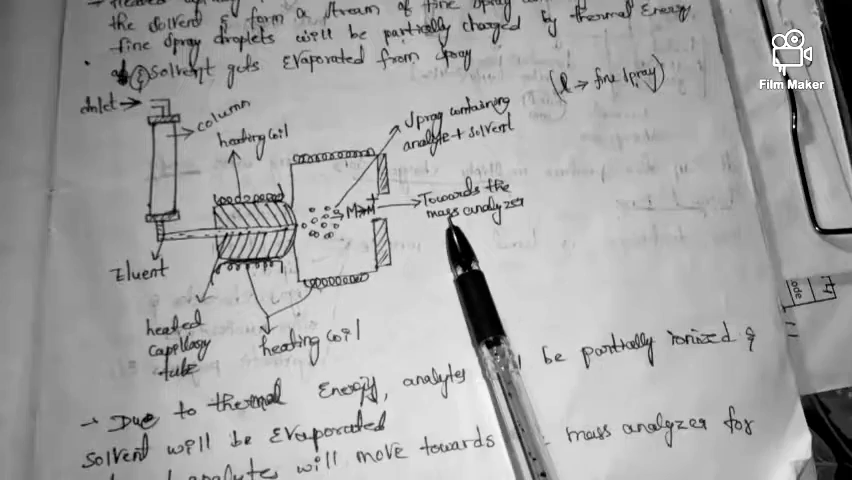 the solvent & form a stream of fine spray
fine spray droplets will be partially charged by thermal Energy
solvent gets Evaporated from spray
(l → fine spray)
Film Maker
Inlet →
column
heating coil
Spray containing
analyte + solvent
M→M+
Towards the
mass analyzer
Eluent
heated
capillary
tube
heating coil
→ Due to thermal Energy, analytes be partially ionized &
solvent will be Evaporated
analytes will move towards mass analyzer for